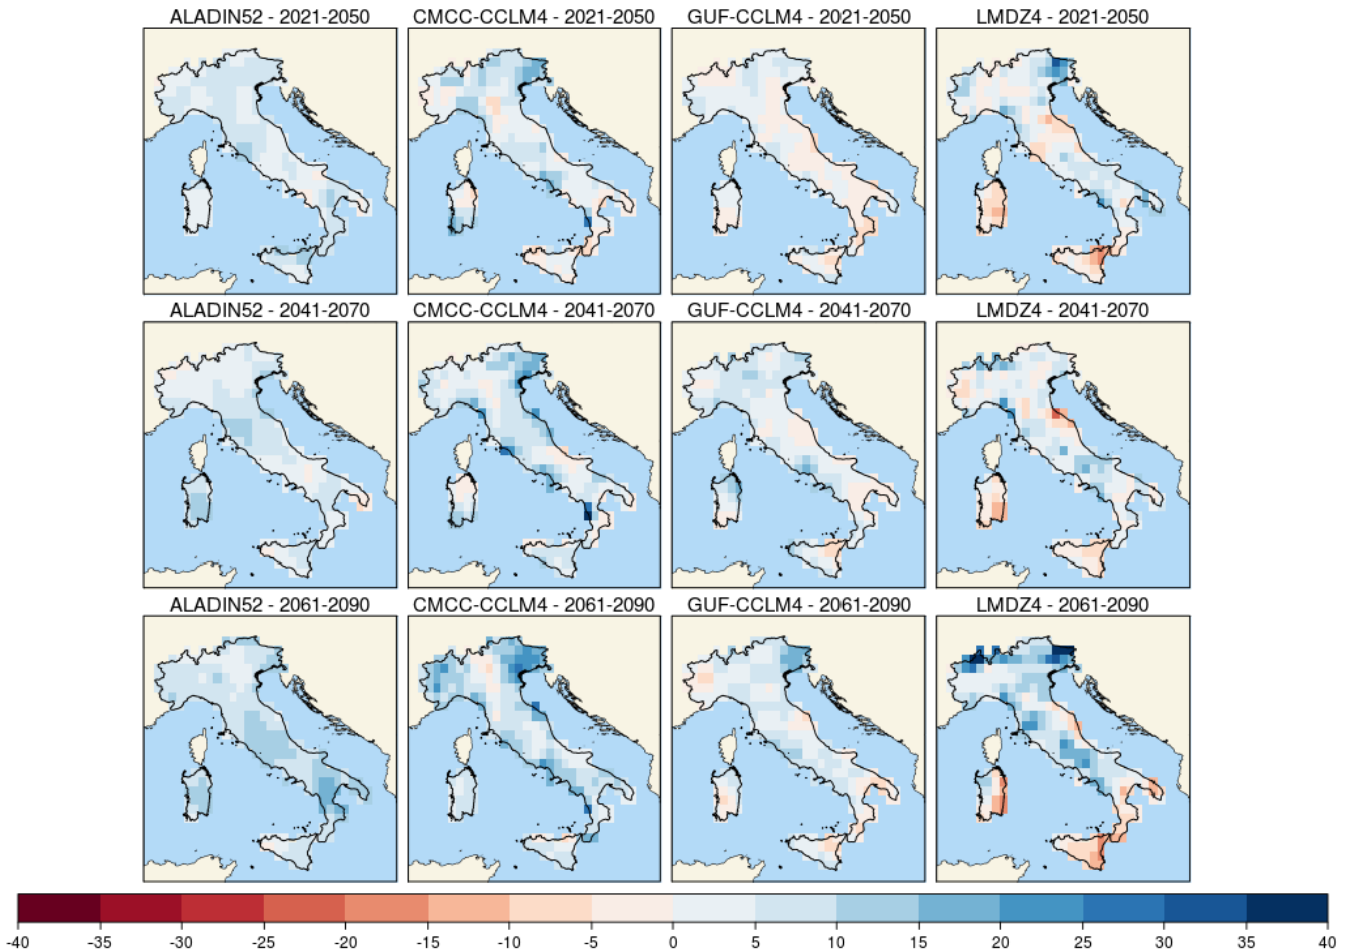 ALADIN52 - 2021-2050 CMCC-CCLM4 - 2021-2050 GUF-CCLM4 - 2021-2050 LMDZ4 - 2021-2050
ALADIN52 - 2041-2070 CMCC-CCLM4 - 2041-2070 GUF-CCLM4 - 2041-2070 LMDZ4 - 2041-2070
ALADIN52 - 2061-2090 CMCC-CCLM4 - 2061-2090 GUF-CCLM4 - 2061-2090 LMDZ4 - 2061-2090
-40 -35 -30 -25 -20 -15 -10 -5 0 5 10 15 20 25 30 35 40